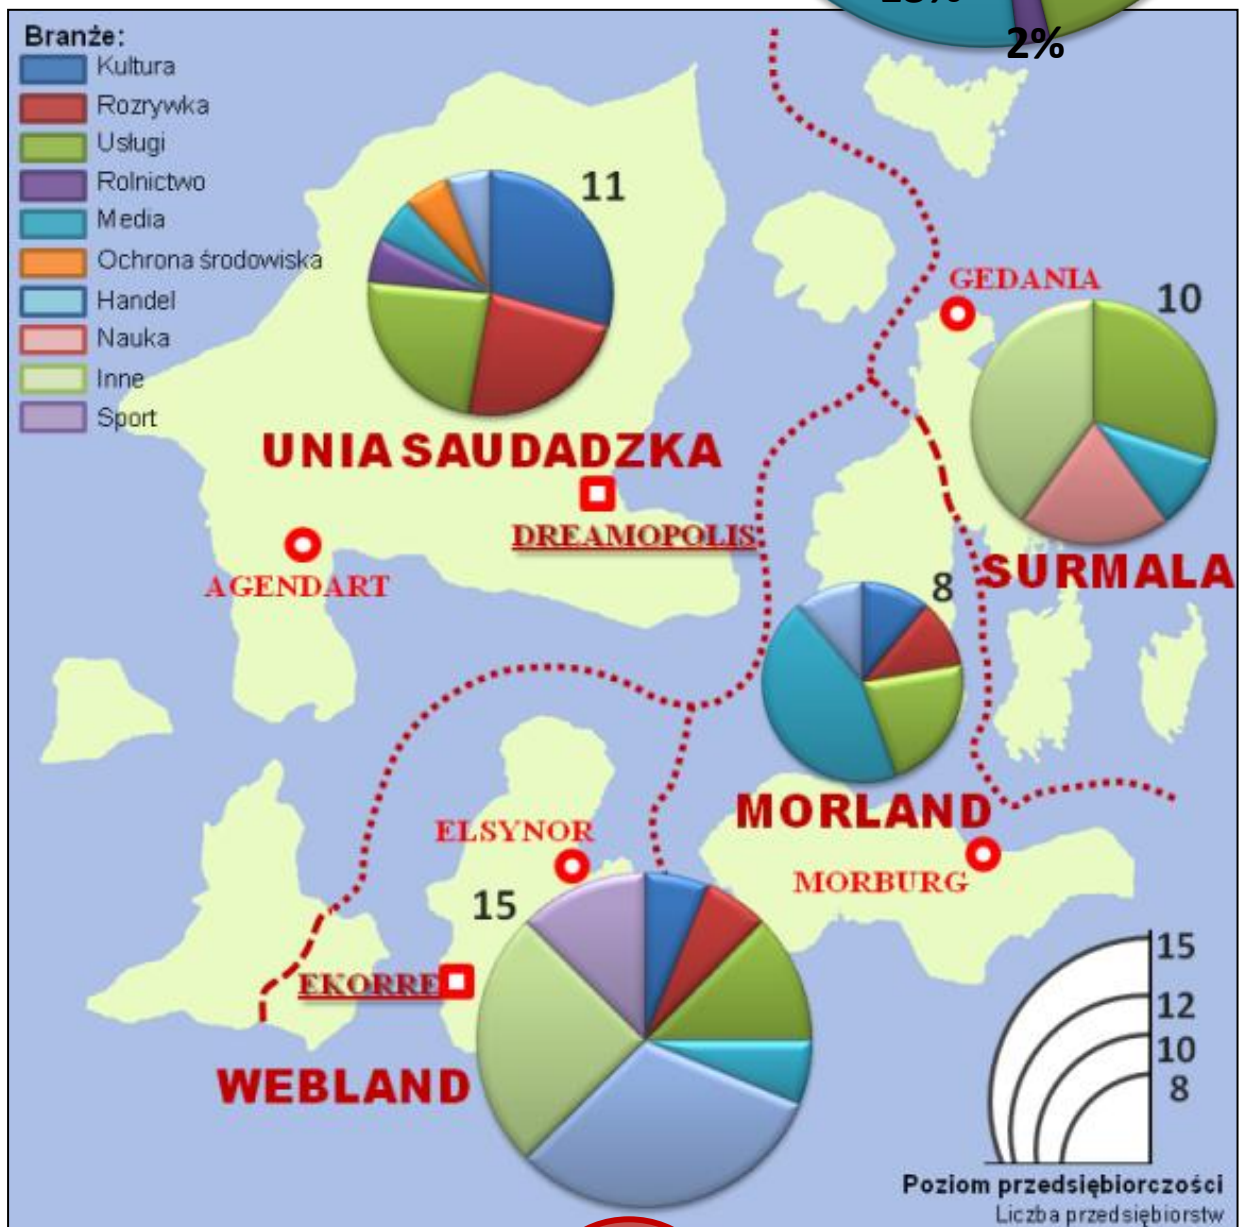 2%
Branże:
Kultura
Rozrywka
Usługi
Rolnictwo
Media
Ochrona środowiska
Handel
Nauka
Inne
Sport
11
GEDANIA
10
UNIA SAUDADZKA
DREAMOPOLIS
AGENDART
SURMALA
8
MORLAND
ELSYNOR
MORBURG
15
EKORRE
WEBLAND
15
12
10
8
Poziom przedsiębiorczości
Liczba przedsiębiorstw